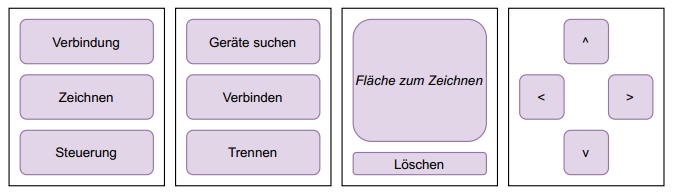 Verbindung
Zeichnen
Steuerung
Geräte suchen
Verbinden
Trennen
Fläche zum Zeichnen
Löschen
^
< >
v